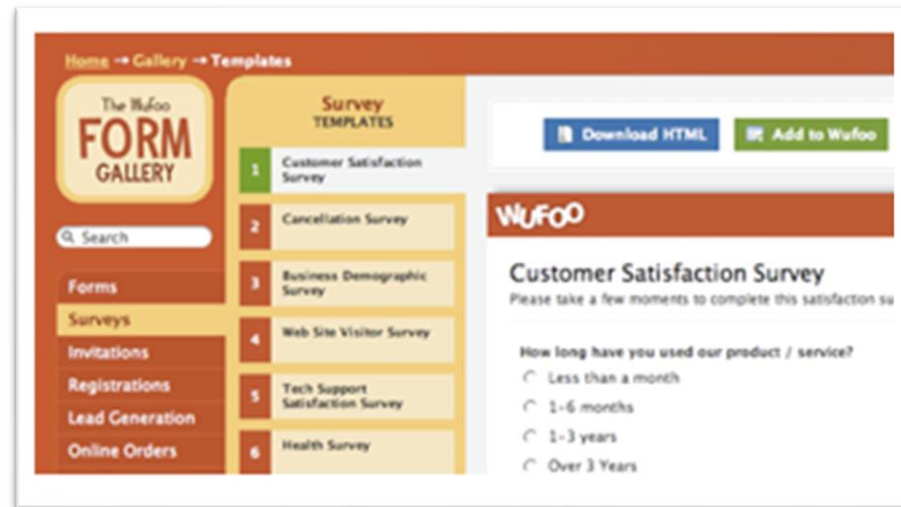 Home → Gallery → Templates
The Wufoo
FORM
GALLERY
Search
Forms
Surveys
Invitations
Registrations
Lead Generation
Online Orders
Survey
TEMPLATES
1
Customer Satisfaction
Survey
2
Cancellation Survey
3
Business Demographic
Survey
4
Web Site Visitor Survey
5
Tech Support
Satisfaction Survey
6
Health Survey
Download HTML
Add to Wufoo
WUFOO
Customer Satisfaction Survey
Please take a few moments to complete this satisfaction su
How long have you used our product / service?
Less than a month
1-6 months
1-3 years
Over 3 Years